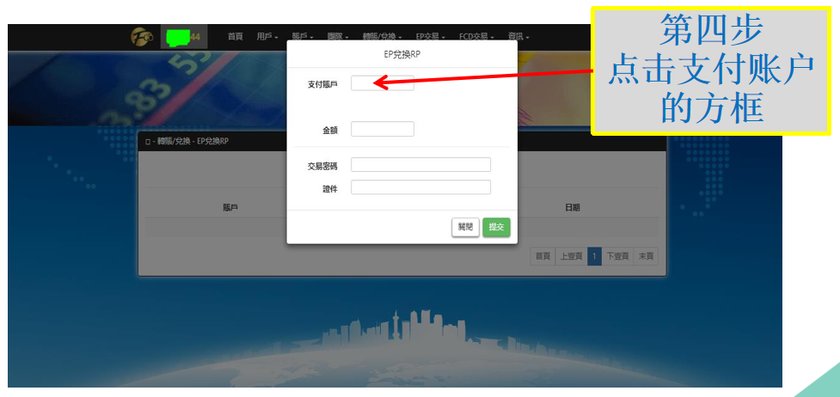 第四步
点击支付账户
的方框
44 首頁 用戶 賬戶 團隊 轉賬/兌換 EP交易 FCD交易 資訊
EP兌換RP
支付賬戶
金額
交易密碼
證件
關閉 提交
- 轉賬/兌換 - EP兌換RP
賬戶 日期
首頁 上壹頁 1 下壹頁 末頁